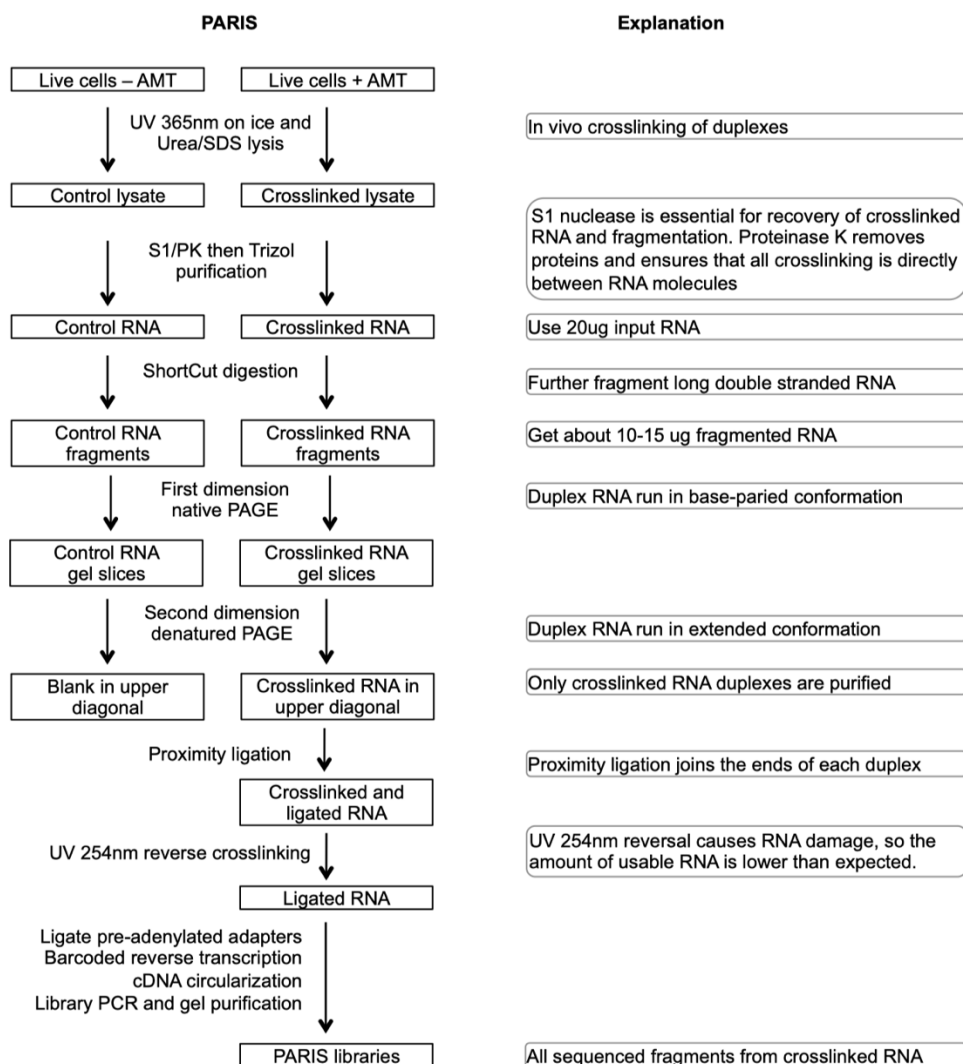 PARIS
Explanation
Live cells – AMT
Live cells + AMT
UV 365nm on ice and
Urea/SDS lysis
In vivo crosslinking of duplexes
Control lysate
Crosslinked lysate
S1/PK then Trizol
purification
S1 nuclease is essential for recovery of crosslinked
RNA and fragmentation. Proteinase K removes
proteins and ensures that all crosslinking is directly
between RNA molecules
Control RNA
Crosslinked RNA
Use 20ug input RNA
ShortCut digestion
Further fragment long double stranded RNA
Control RNA
fragments
Crosslinked RNA
fragments
Get about 10-15 ug fragmented RNA
First dimension
native PAGE
Duplex RNA run in base-paried conformation
Control RNA
gel slices
Crosslinked RNA
gel slices
Second dimension
denatured PAGE
Duplex RNA run in extended conformation
Blank in upper
diagonal
Crosslinked RNA in
upper diagonal
Only crosslinked RNA duplexes are purified
Proximity ligation
Proximity ligation joins the ends of each duplex
Crosslinked and
ligated RNA
UV 254nm reverse crosslinking
UV 254nm reversal causes RNA damage, so the
amount of usable RNA is lower than expected.
Ligated RNA
Ligate pre-adenylated adapters
Barcoded reverse transcription
cDNA circularization
Library PCR and gel purification
PARIS libraries
All sequenced fragments from crosslinked RNA